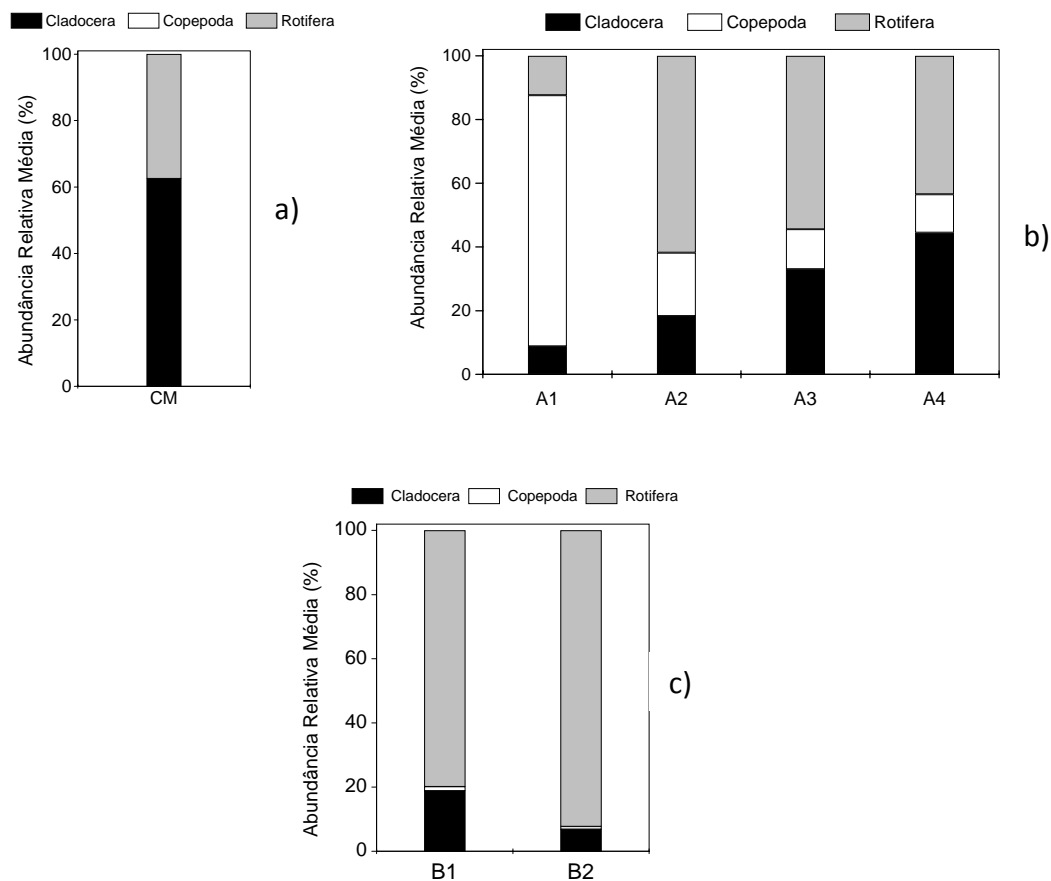 Cladocera Copepoda Rotifera
Abundância Relativa Média (%)
100
80
60
40
20
0
CM
a)
Cladocera Copepoda Rotifera
Abundância Relativa Média (%)
100
80
60
40
20
0
A1 A2 A3 A4
b)
Cladocera Copepoda Rotifera
Abundância Relativa Média (%)
100
80
60
40
20
0
B1 B2
c)